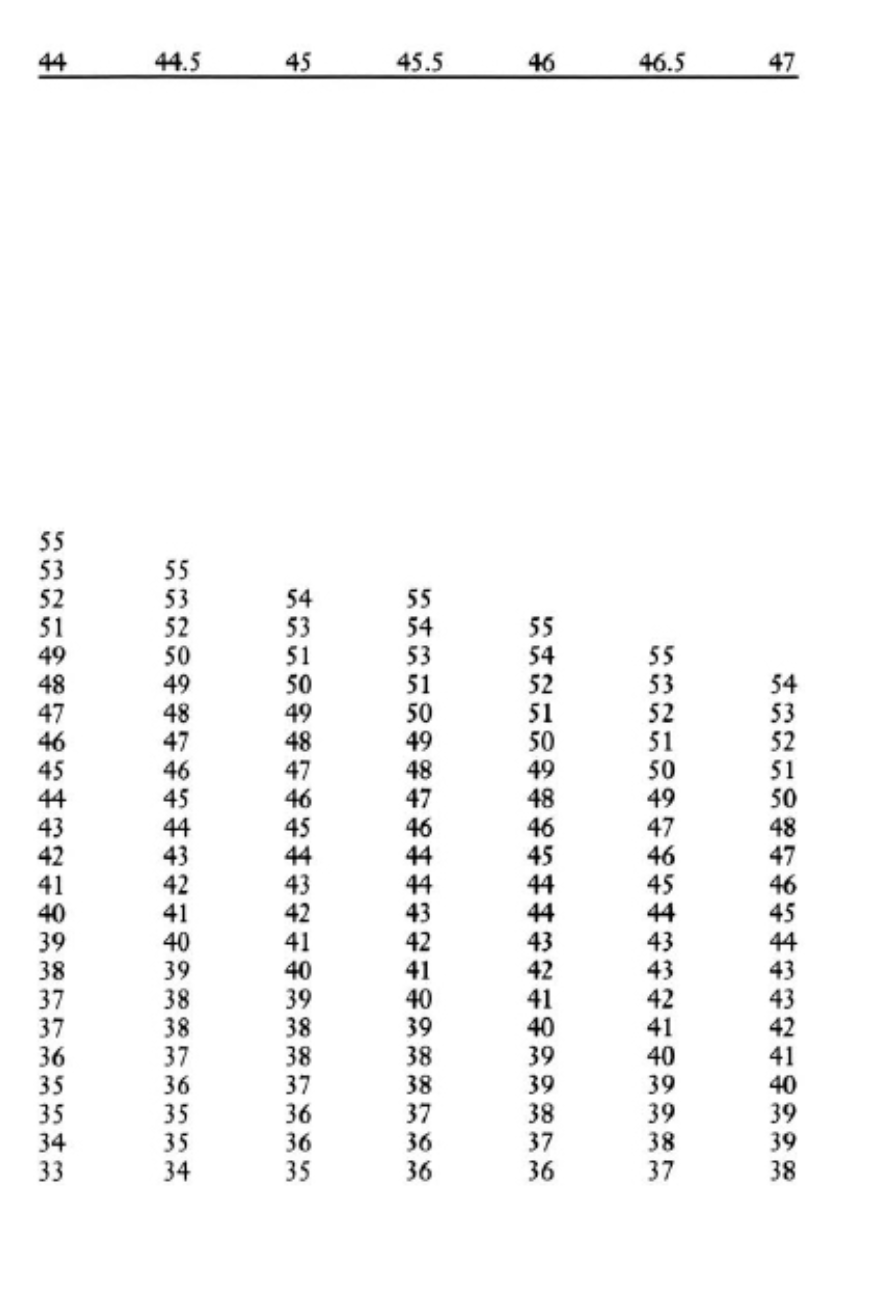 44 44.5 45 45.5 46 46.5 47
55
53 55
52 53 54 55
51 52 53 54 55
49 50 51 53 54 55
48 49 50 51 52 53 54
47 48 49 50 51 52 53
46 47 48 49 50 51 52
45 46 47 48 49 50 51
44 45 46 47 48 49 50
43 44 45 46 46 47 48
42 43 44 44 45 46 47
41 42 43 44 44 45 46
40 41 42 43 44 44 45
39 40 41 42 43 43 44
38 39 40 41 42 43 43
37 38 39 40 41 42 43
37 38 38 39 40 41 42
36 37 38 38 39 40 41
35 36 37 38 39 39 40
35 35 36 37 38 39 39
34 35 36 36 37 38 39
33 34 35 36 36 37 38